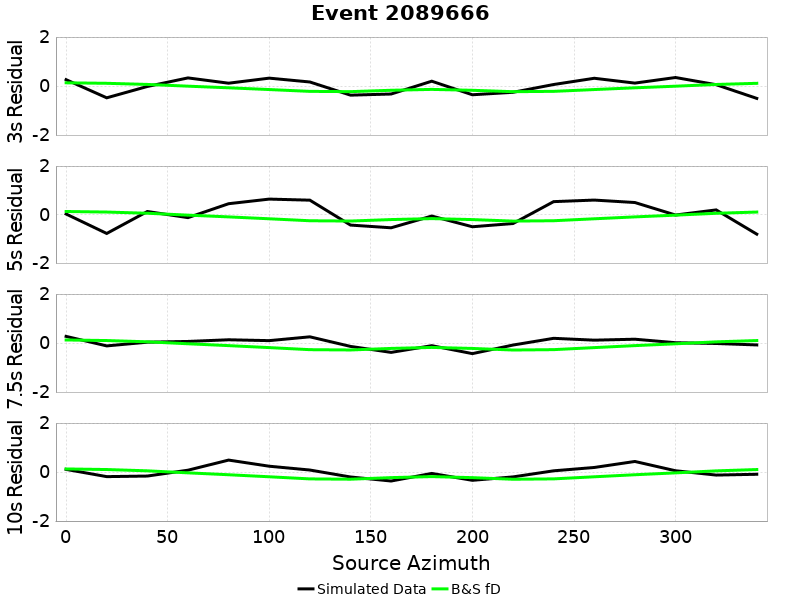 Event 2089666
3s Residual
2
0
-2
5s Residual
2
0
-2
7.5s Residual
2
0
-2
10s Residual
2
0
-2
0 50 100 150 200 250 300
Source Azimuth
Simulated Data B&S fD